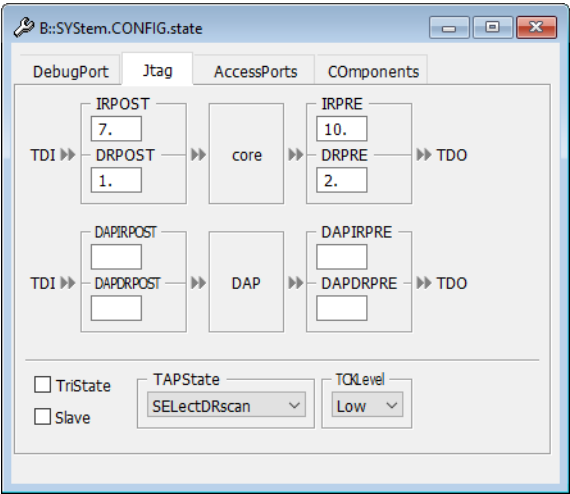 B::SYStem.CONFIG.state
DebugPort Jtag AccessPorts COmponents
IRPOST IRPRE
7. 10.
TDI DRPOST core DRPRE TDO
1. 2.
DAPIRPOST DAPIRPRE
TDI DAPDRPOST DAP DAPDRPRE TDO
TriState TAPState TCKLevel
SELectDRscan Low
Slave